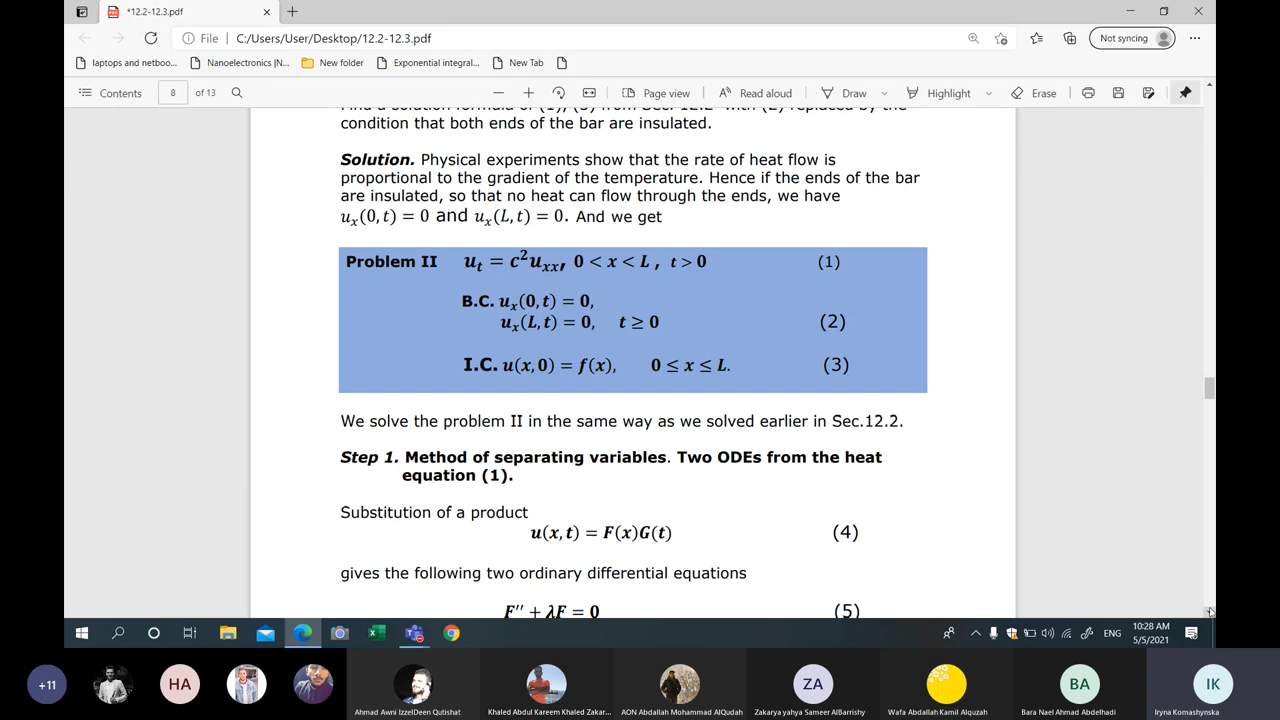 *12.2-12.3.pdf
File C:/Users/User/Desktop/12.2-12.3.pdf Not syncing
laptops and netboo... Nanoelectronics |N... New folder Exponential integral... New Tab
Contents 8 of 13 Page view Read aloud Draw Highlight Erase
condition that both ends of the bar are insulated.
Solution. Physical experiments show that the rate of heat flow is
proportional to the gradient of the temperature. Hence if the ends of the bar
are insulated, so that no heat can flow through the ends, we have
uₓ(0, t) = 0 and uₓ(L, t) = 0. And we get
Problem II uₜ = c²uₓₓ, 0 < x < L , t > 0 (1)
B.C. uₓ(0, t) = 0,
uₓ(L, t) = 0, t ≥ 0 (2)
I.C. u(x, 0) = f(x), 0 ≤ x ≤ L. (3)
We solve the problem II in the same way as we solved earlier in Sec.12.2.
Step 1. Method of separating variables. Two ODEs from the heat
equation (1).
Substitution of a product
u(x, t) = F(x)G(t) (4)
gives the following two ordinary differential equations
F′′ + λF = 0 (5)
ENG
10:28 AM
5/5/2021
+11 HA ZA BA IK
Ahmad Awni IzzelDeen Qutishat Khaled Abdul Kareem Khaled Zakar... AON Abdallah Mohammad AlQudah Zakarya yahya Sameer AlBarrishy Wafa Abdallah Kamil Alquzah Bara Nael Ahmad Abdelhadi Iryna Komashynska